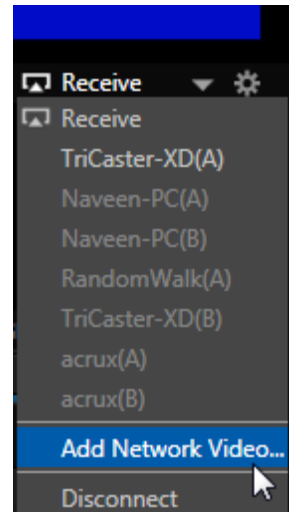 Receive
Receive
TriCaster-XD(A)
Naveen-PC(A)
Naveen-PC(B)
RandomWalk(A)
TriCaster-XD(B)
acrux(A)
acrux(B)
Add Network Video...
Disconnect